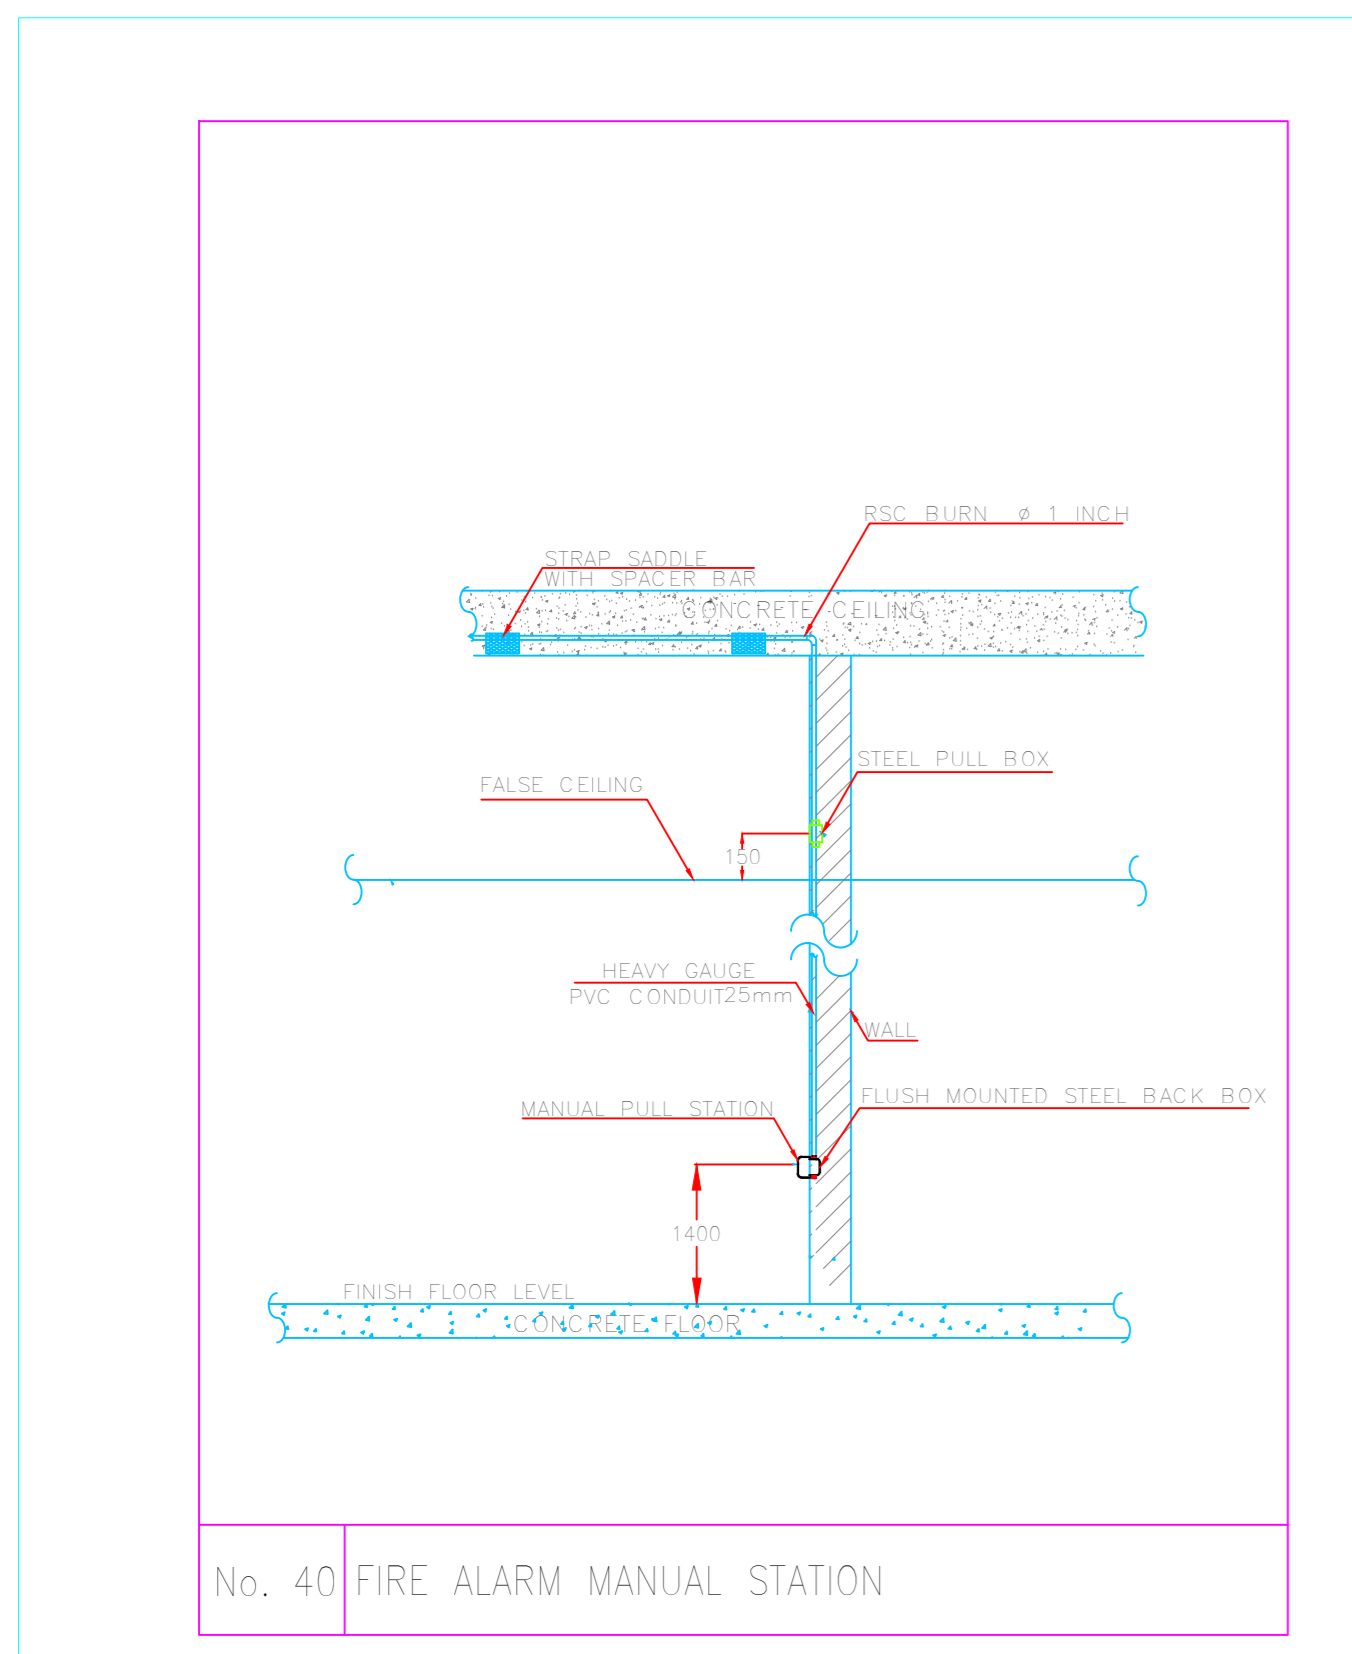 RSC BURN ø 1 INCH
STRAP SADDLE
WITH SPACER BAR
CONCRETE CEILING
STEEL PULL BOX
FALSE CEILING
150
HEAVY GAUGE
PVC CONDUIT25mm
WALL
FLUSH MOUNTED STEEL BACK BOX
MANUAL PULL STATION
1400
FINISH FLOOR LEVEL
CONCRETE FLOOR
No. 40 FIRE ALARM MANUAL STATION